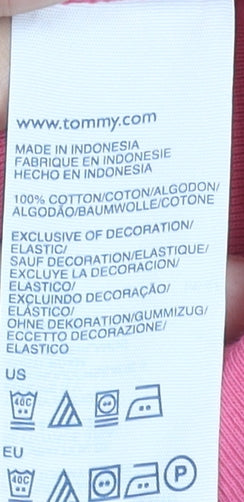 www.tommy.com
MADE IN INDONESIA
FABRIQUE EN INDONESIE
HECHO EN INDONESIA
100% COTTON/COTON/ALGODON/
ALGODÃO/BAUMWOLLE/COTONE
EXCLUSIVE OF DECORATION/
ELASTIC/
SAUF DECORATION/ELASTIQUE/
EXCLUYE LA DECORACION/
ELASTICO/
EXCLUINDO DECORAÇÃO/
ELÁSTICO/
OHNE DEKORATION/GUMMIZUG/
ECCETTO DECORAZIONE/
ELASTICO
US
40C
EU
40C P